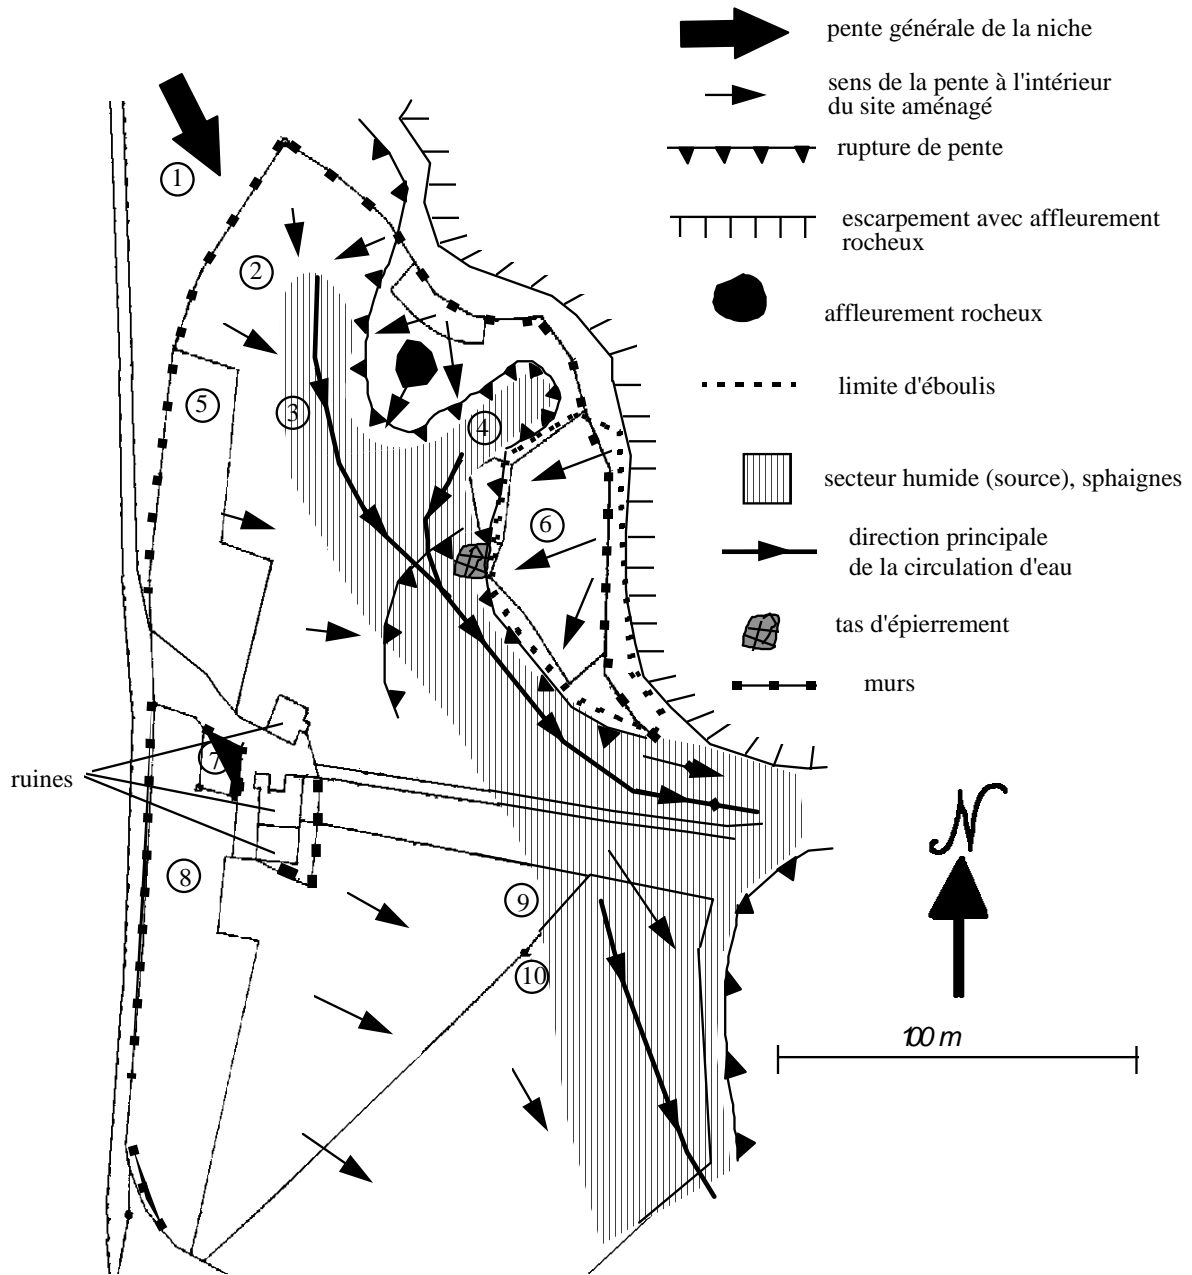 pente générale de la niche
sens de la pente à l'intérieur
du site aménagé
rupture de pente
escarpement avec affleurement
rocheux
affleurement rocheux
limite d'éboulis
secteur humide (source), sphaignes
direction principale
de la circulation d'eau
tas d'épierrement
murs
1
2
3
4
5
6
7
ruines
8
9
10
N
100 m